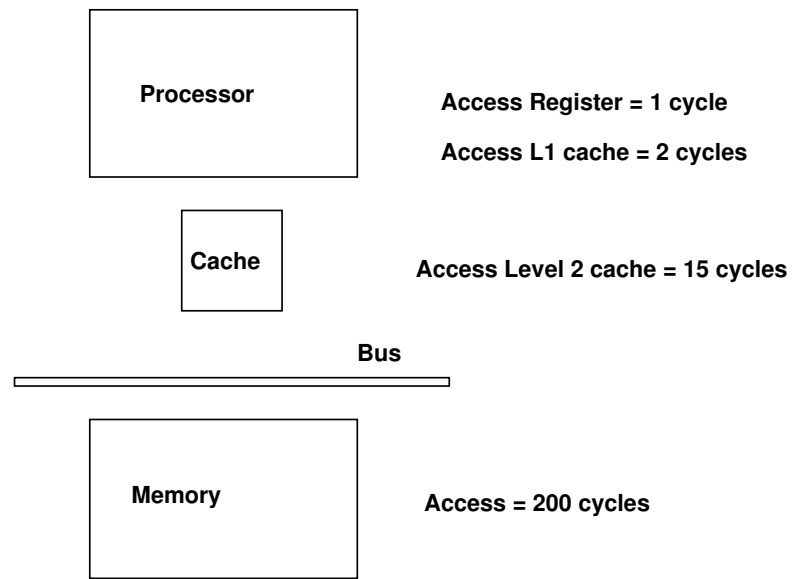 Processor
Access Register = 1 cycle
Access L1 cache = 2 cycles
Cache
Access Level 2 cache = 15 cycles
Bus
Memory
Access = 200 cycles